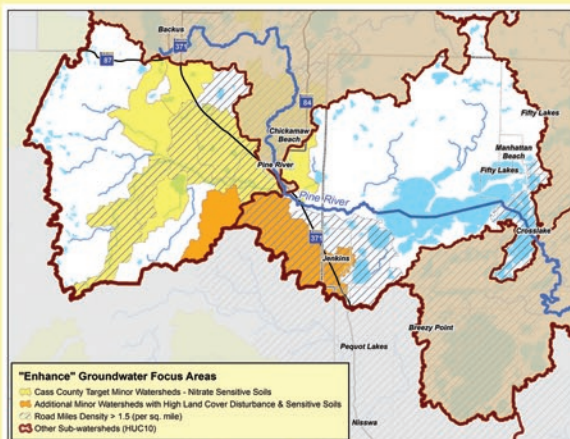 Backus
371
87
84
Chickamaw
Beach
Fifty Lakes
Manhattan
Beach
Fifty Lakes
Pine River
Pine River
Crosslake
371
Jenkins
Breezy Point
Pequot Lakes
Nisswa
"Enhance" Groundwater Focus Areas
Cass County Target Minor Watersheds - Nitrate Sensitive Soils
Additional Minor Watersheds with High Land Cover Disturbance & Sensitive Soils
Road Miles Density > 1.5 (per sq. mile)
Other Sub-watersheds (HUC10)